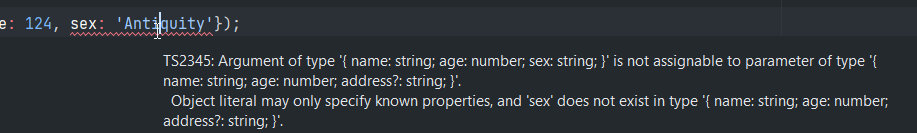 e: 124, sex: 'Antiquity'});
TS2345: Argument of type '{ name: string; age: number; sex: string; }' is not assignable to parameter of type '{
name: string; age: number; address?: string; }'.
Object literal may only specify known properties, and 'sex' does not exist in type '{ name: string; age: number;
address?: string; }'.